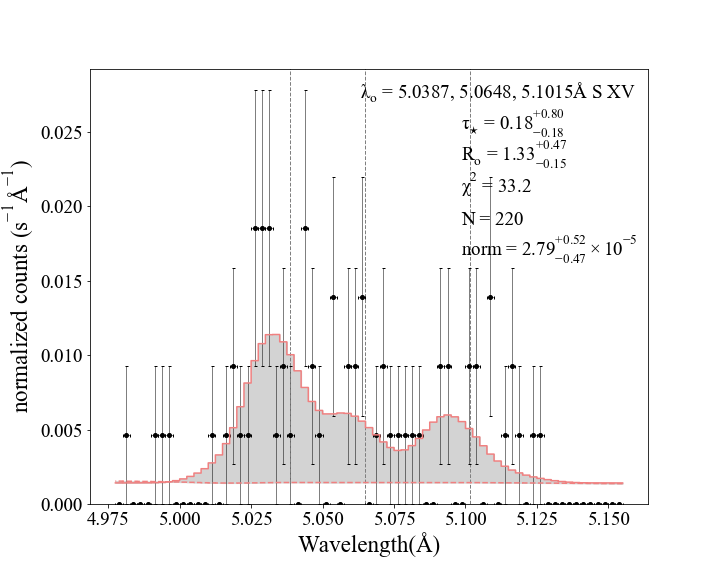 λo = 5.0387, 5.0648, 5.1015Å S XV
τ⋆ = 0.18+0.80−0.18
Ro = 1.33+0.47−0.15
χ2 = 33.2
N = 220
norm = 2.79+0.52−0.47 × 10−5
normalized counts (s−1 Å−1)
0.025
0.020
0.015
0.010
0.005
0.000
4.975 5.000 5.025 5.050 5.075 5.100 5.125 5.150
Wavelength(Å)